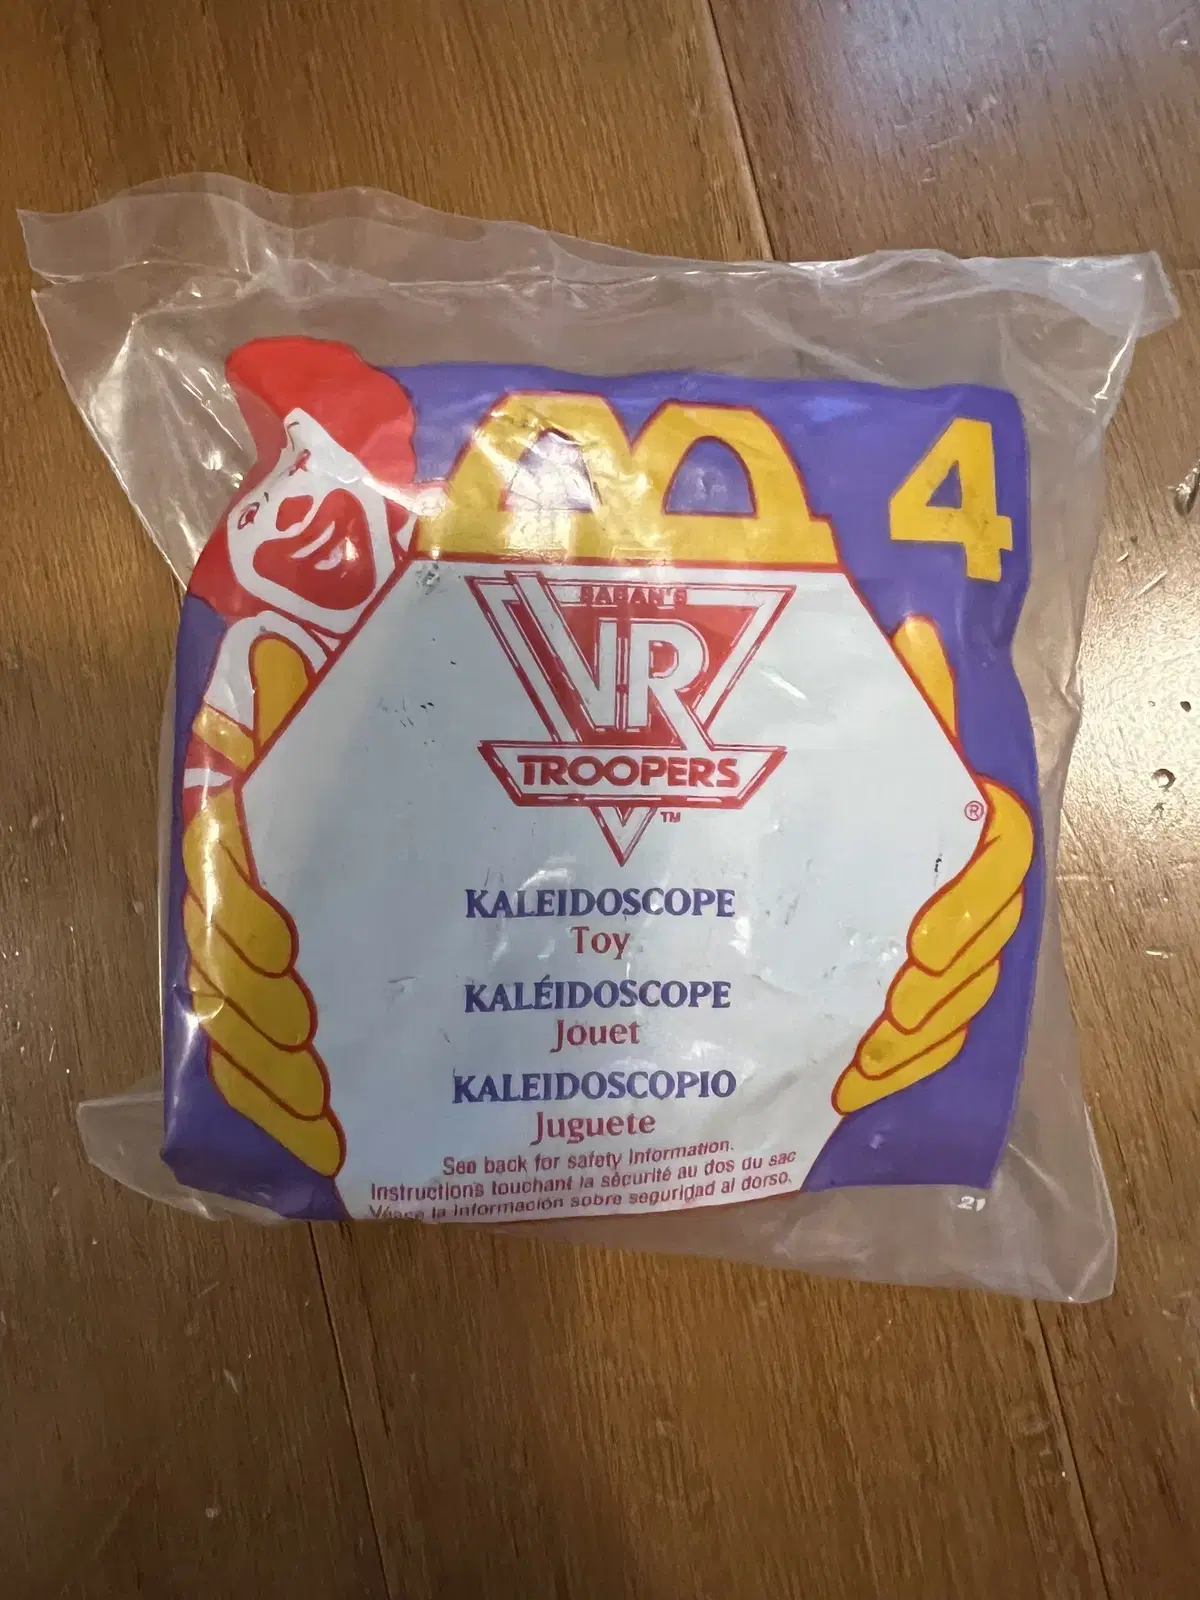 4
SABAN'S
VR
TROOPERS
TM
®
KALEIDOSCOPE
Toy
KALÉIDOSCOPE
Jouet
KALEIDOSCOPIO
Juguete
See back for safety information.
Instructions touchant la sécurité au dos du sac
Véase la información sobre seguridad al dorso.
21